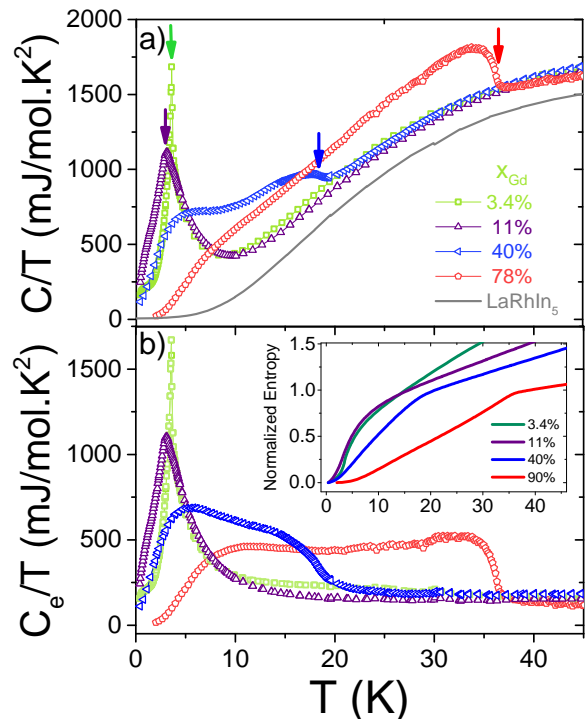 a)
C/T (mJ/mol.K²)
2000
1500
1000
500
0
x_Gd
3.4%
11%
40%
78%
LaRhIn₅
b)
C_e/T (mJ/mol.K²)
1500
1000
500
0
Normalized Entropy
1.5
1.0
0.5
0.0
0 10 20 30 40
3.4%
11%
40%
90%
0 10 20 30 40
T (K)